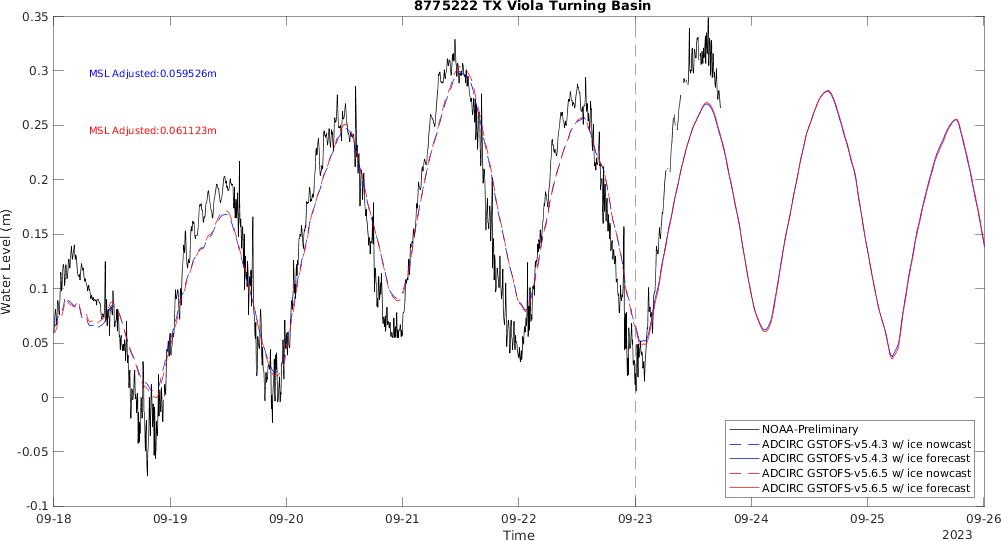 8775222 TX Viola Turning Basin
MSL Adjusted:0.059526m
MSL Adjusted:0.061123m
Water Level (m)
0.35
0.3
0.25
0.2
0.15
0.1
0.05
0
-0.05
-0.1
09-18
09-19
09-20
09-21
09-22
09-23
09-24
09-25
09-26
Time
2023
NOAA-Preliminary
ADCIRC GSTOFS-v5.4.3 w/ ice nowcast
ADCIRC GSTOFS-v5.4.3 w/ ice forecast
ADCIRC GSTOFS-v5.6.5 w/ ice nowcast
ADCIRC GSTOFS-v5.6.5 w/ ice forecast